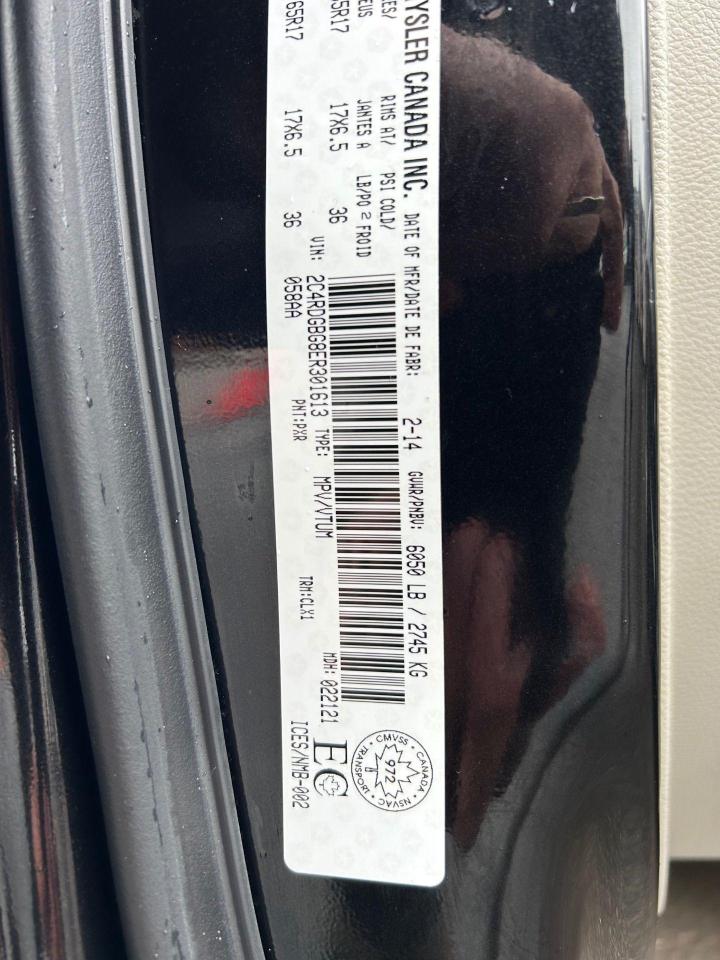 YSLER CANADA INC. DATE OF MFR/DATE DE FABR: 2-14 GVWR/PNBV: 6050 LB / 2745 KG
RIMS AT/ PSI COLD/
EUS JANTES A LB/PO 2 FROID
5R17 17X6.5 36
65R17 17X6.5 36
VIN: 2C4RDGBG8ER301613 TYPE: MPV/VTUM MDH: 022121
058AA PNT:PXR TRM:CLX1
ICES/NMB-002
EC
CMVSS • CANADA • NSVAC • TRANSPORT •
972